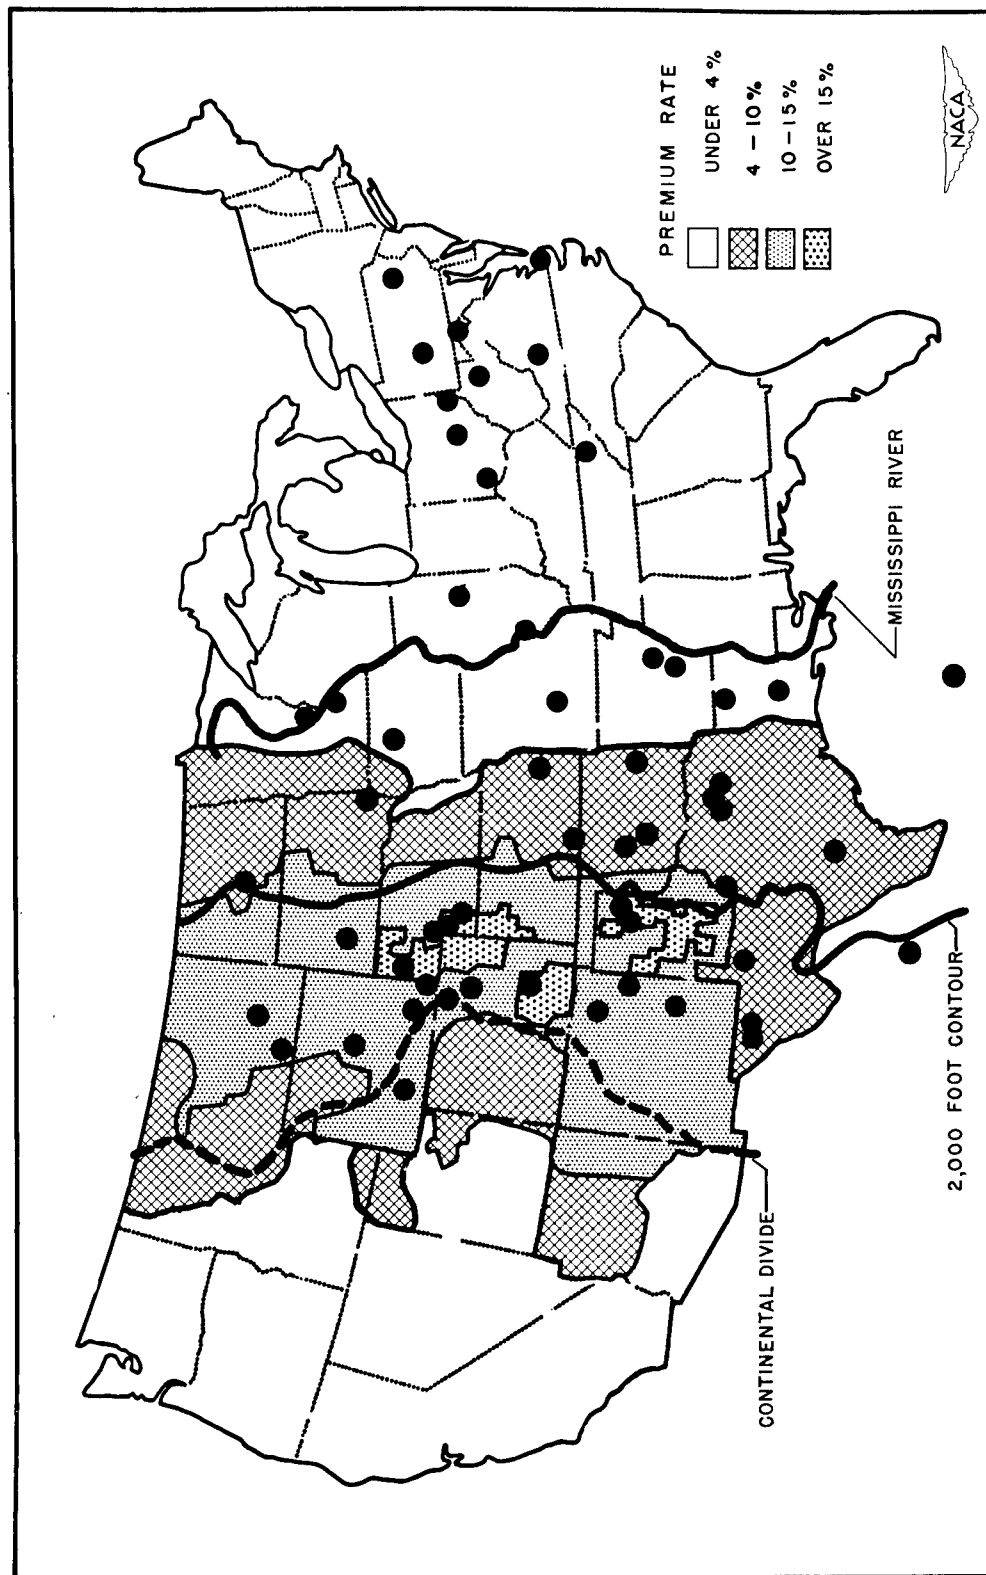 PREMIUM RATE
UNDER 4%
4 – 10%
10 – 15%
OVER 15%
NACA
MISSISSIPPI RIVER
CONTINENTAL DIVIDE
2,000 FOOT CONTOUR